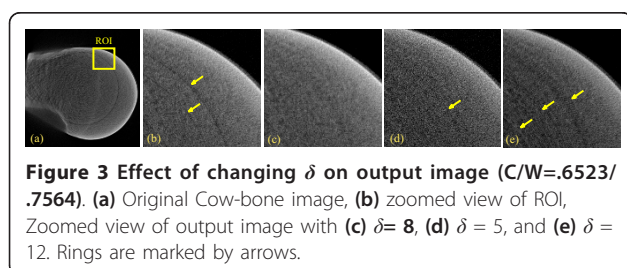 ROI
(a) (b) (c) (d) (e)
Figure 3 Effect of changing δ on output image (C/W=.6523/
.7564). (a) Original Cow-bone image, (b) zoomed view of ROI,
Zoomed view of output image with (c) δ= 8, (d) δ = 5, and (e) δ =
12. Rings are marked by arrows.